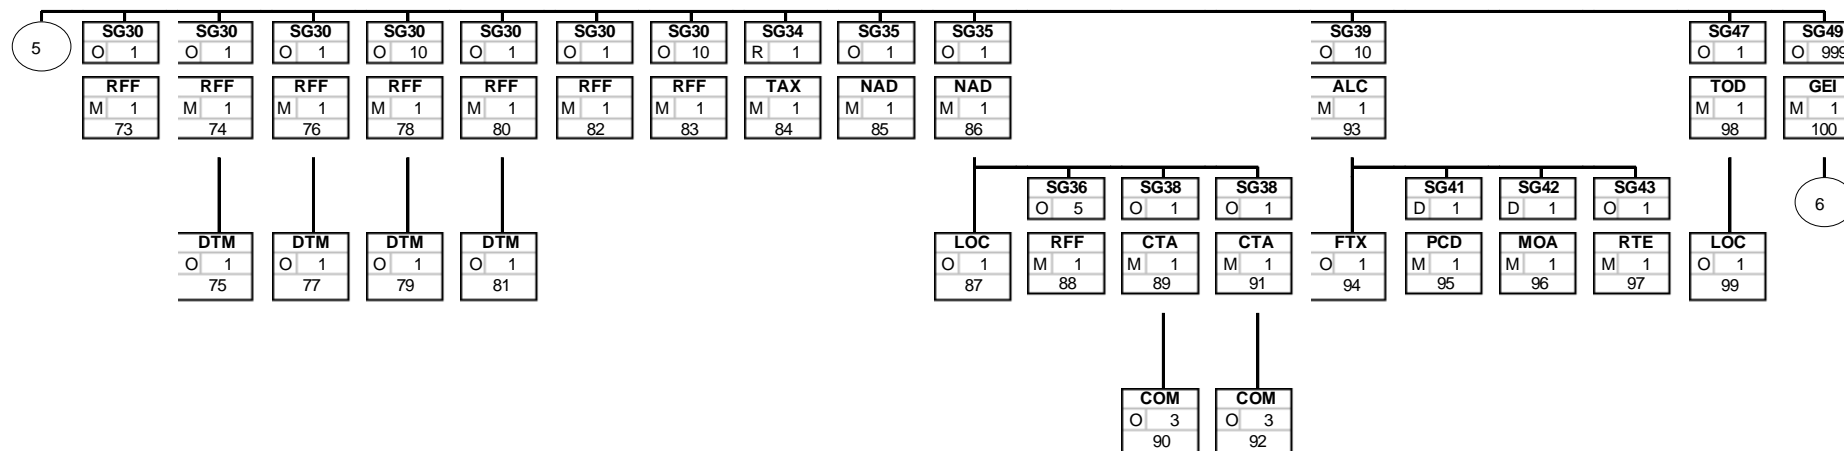 5 SG30 SG30 SG30 SG30 SG30 SG30 SG30 SG34 SG35 SG35 SG39 SG47 SG49
O 1 O 1 O 1 O 10 O 1 O 1 O 10 R 1 O 1 O 1 O 10 O 1 O 999
RFF RFF RFF RFF RFF RFF RFF TAX NAD NAD ALC TOD GEI
M 1 M 1 M 1 M 1 M 1 M 1 M 1 M 1 M 1 M 1 M 1 M 1 M 1
73 74 76 78 80 82 83 84 85 86 93 98 100
SG36 SG38 SG38 SG41 SG42 SG43 6
O 5 O 1 O 1 D 1 D 1 O 1
DTM DTM DTM DTM LOC RFF CTA CTA FTX PCD MOA RTE LOC
O 1 O 1 O 1 O 1 O 1 M 1 M 1 M 1 O 1 M 1 M 1 M 1 O 1
75 77 79 81 87 88 89 91 94 95 96 97 99
COM COM
O 3 O 3
90 92